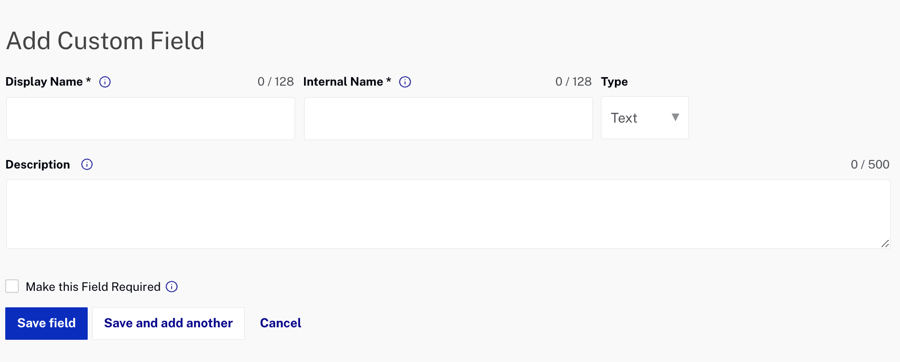 Add Custom Field
Display Name * 0 / 128 Internal Name * 0 / 128 Type
Text
Description 0 / 500
Make this Field Required
Save field Save and add another Cancel